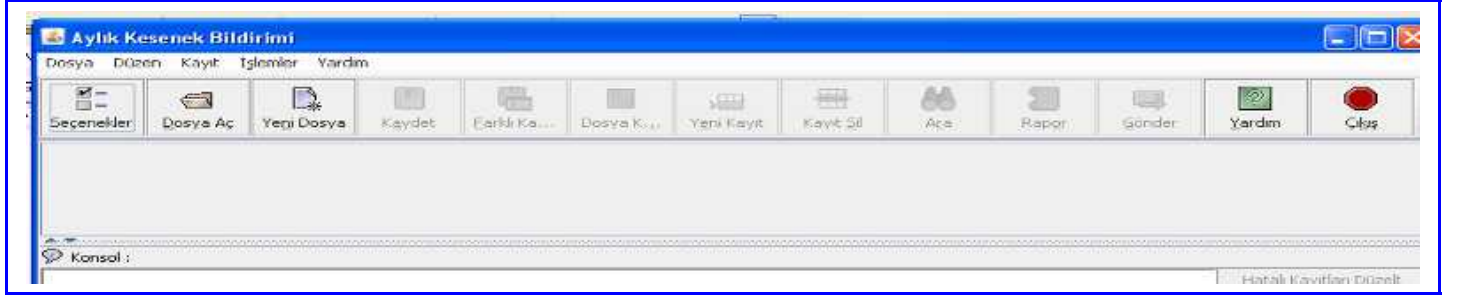 Aylık Kesenek Bildirimi
Dosya Düzen Kayıt İşlemler Yardım
Seçenekler Dosya Aç Yeni Dosya Kaydet Farklı Ka... Dosya K... Yeni Kayıt Kayıt Sil Ara Rapor Gönder Yardım Çıkış
Konsol :
Hatalı Kayıtları Düzelt